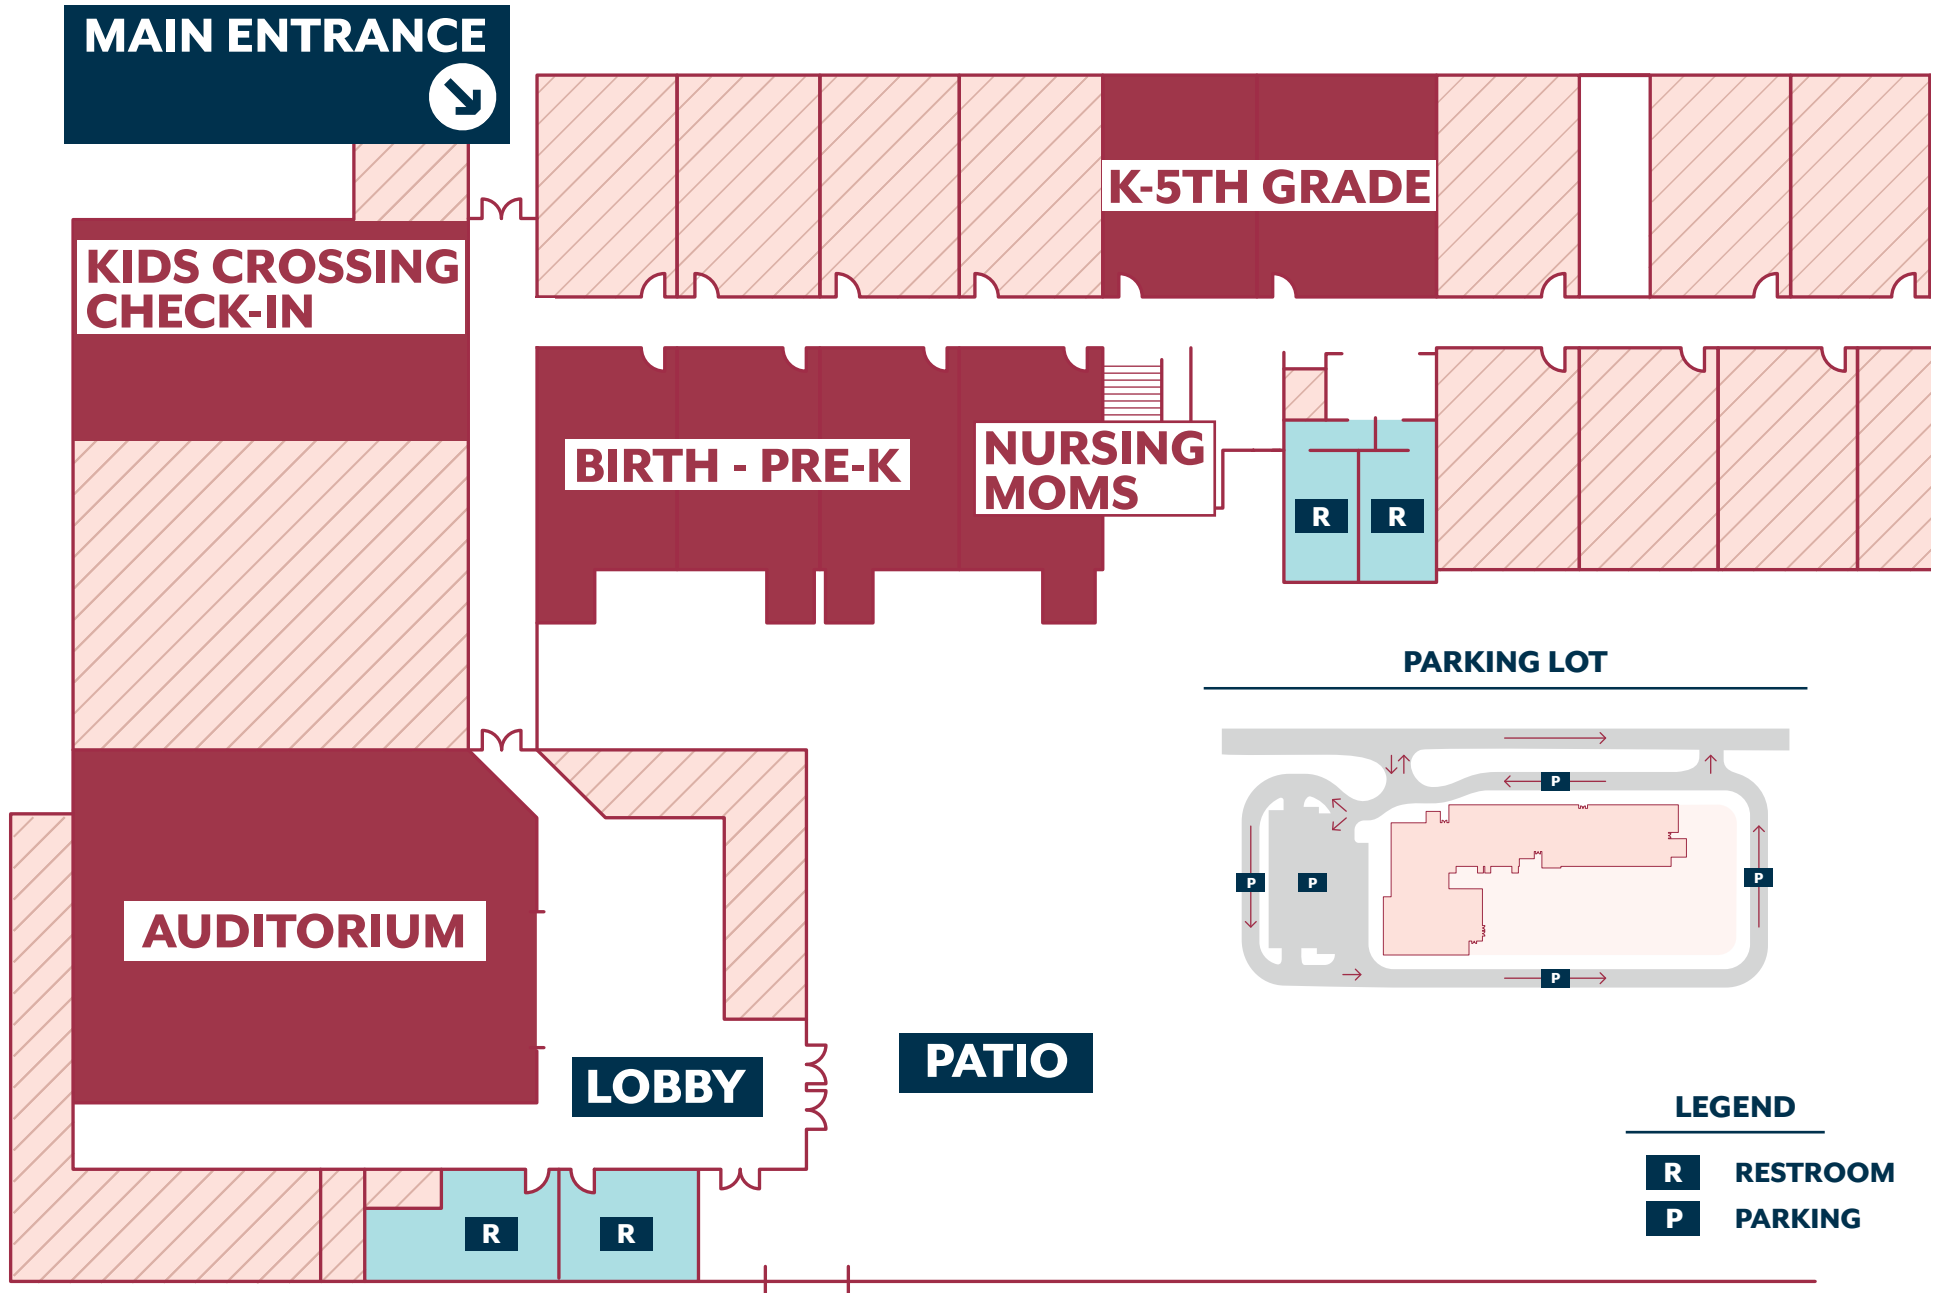 MAIN ENTRANCE
K-5TH GRADE
KIDS CROSSING
CHECK-IN
BIRTH - PRE-K
NURSING
MOMS
R
R
PARKING LOT
P
P
P
P
P
AUDITORIUM
LOBBY
PATIO
LEGEND
R RESTROOM
P PARKING
R
R